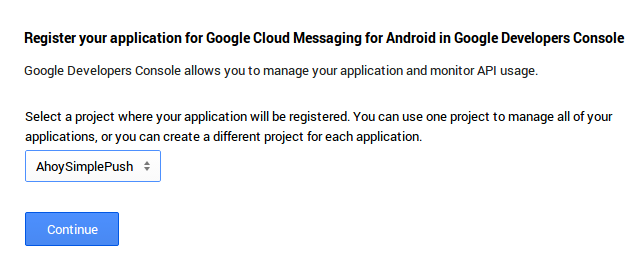 Register your application for Google Cloud Messaging for Android in Google Developers Console
Google Developers Console allows you to manage your application and monitor API usage.
Select a project where your application will be registered. You can use one project to manage all of your
applications, or you can create a different project for each application.
AhoySimplePush
Continue